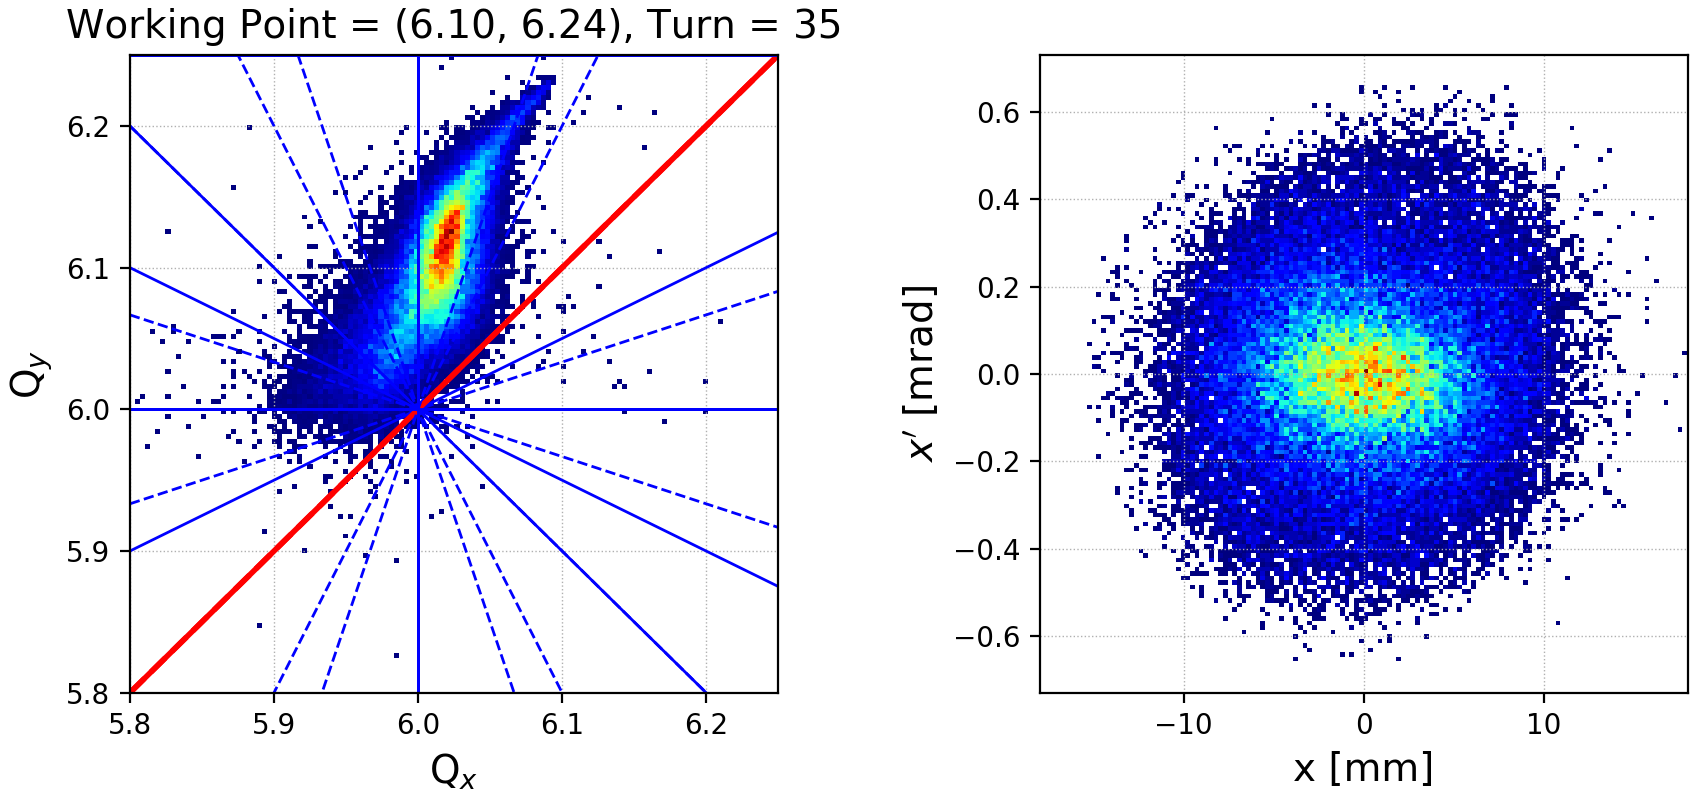 Working Point = (6.10, 6.24), Turn = 35
6.2
6.1
6.0
5.9
5.8
Q_y
5.8 5.9 6.0 6.1 6.2
Q_x
0.6
0.4
0.2
0.0
−0.2
−0.4
−0.6
x′ [mrad]
−10 0 10
x [mm]